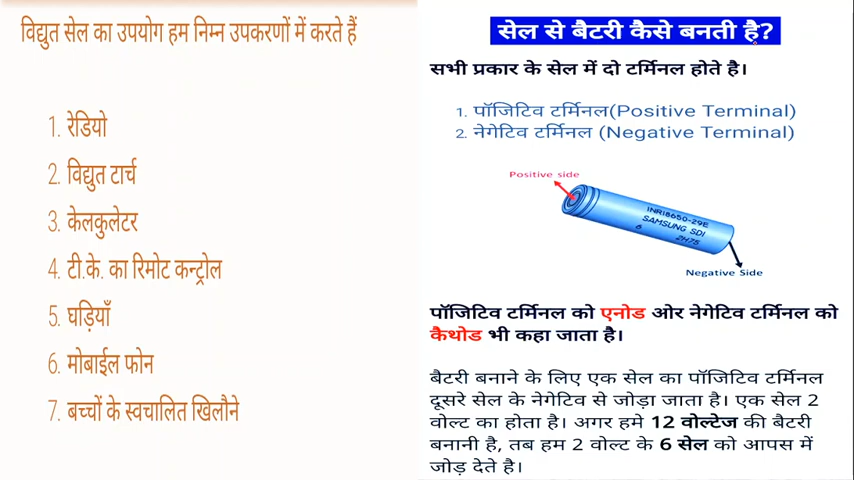 विद्युत सेल का उपयोग हम निम्न उपकरणों में करते हैं
1. रेडियो
2. विद्युत टार्च
3. केलकुलेटर
4. टी.के. का रिमोट कन्ट्रोल
5. घड़ियाँ
6. मोबाईल फोन
7. बच्चों के स्वचालित खिलौने
सेल से बैटरी कैसे बनती है?
सभी प्रकार के सेल में दो टर्मिनल होते है।
1. पॉजिटिव टर्मिनल(Positive Terminal)
2. नेगेटिव टर्मिनल (Negative Terminal)
Positive side
INR18650-29E
SAMSUNG SDI
6 2H75
Negative Side
पॉजिटिव टर्मिनल को एनोड ओर नेगेटिव टर्मिनल को
कैथोड भी कहा जाता है।
बैटरी बनाने के लिए एक सेल का पॉजिटिव टर्मिनल
दूसरे सेल के नेगेटिव से जोड़ा जाता है। एक सेल 2
वोल्ट का होता है। अगर हमे 12 वोल्टेज की बैटरी
बनानी है, तब हम 2 वोल्ट के 6 सेल को आपस में
जोड़ देते है।